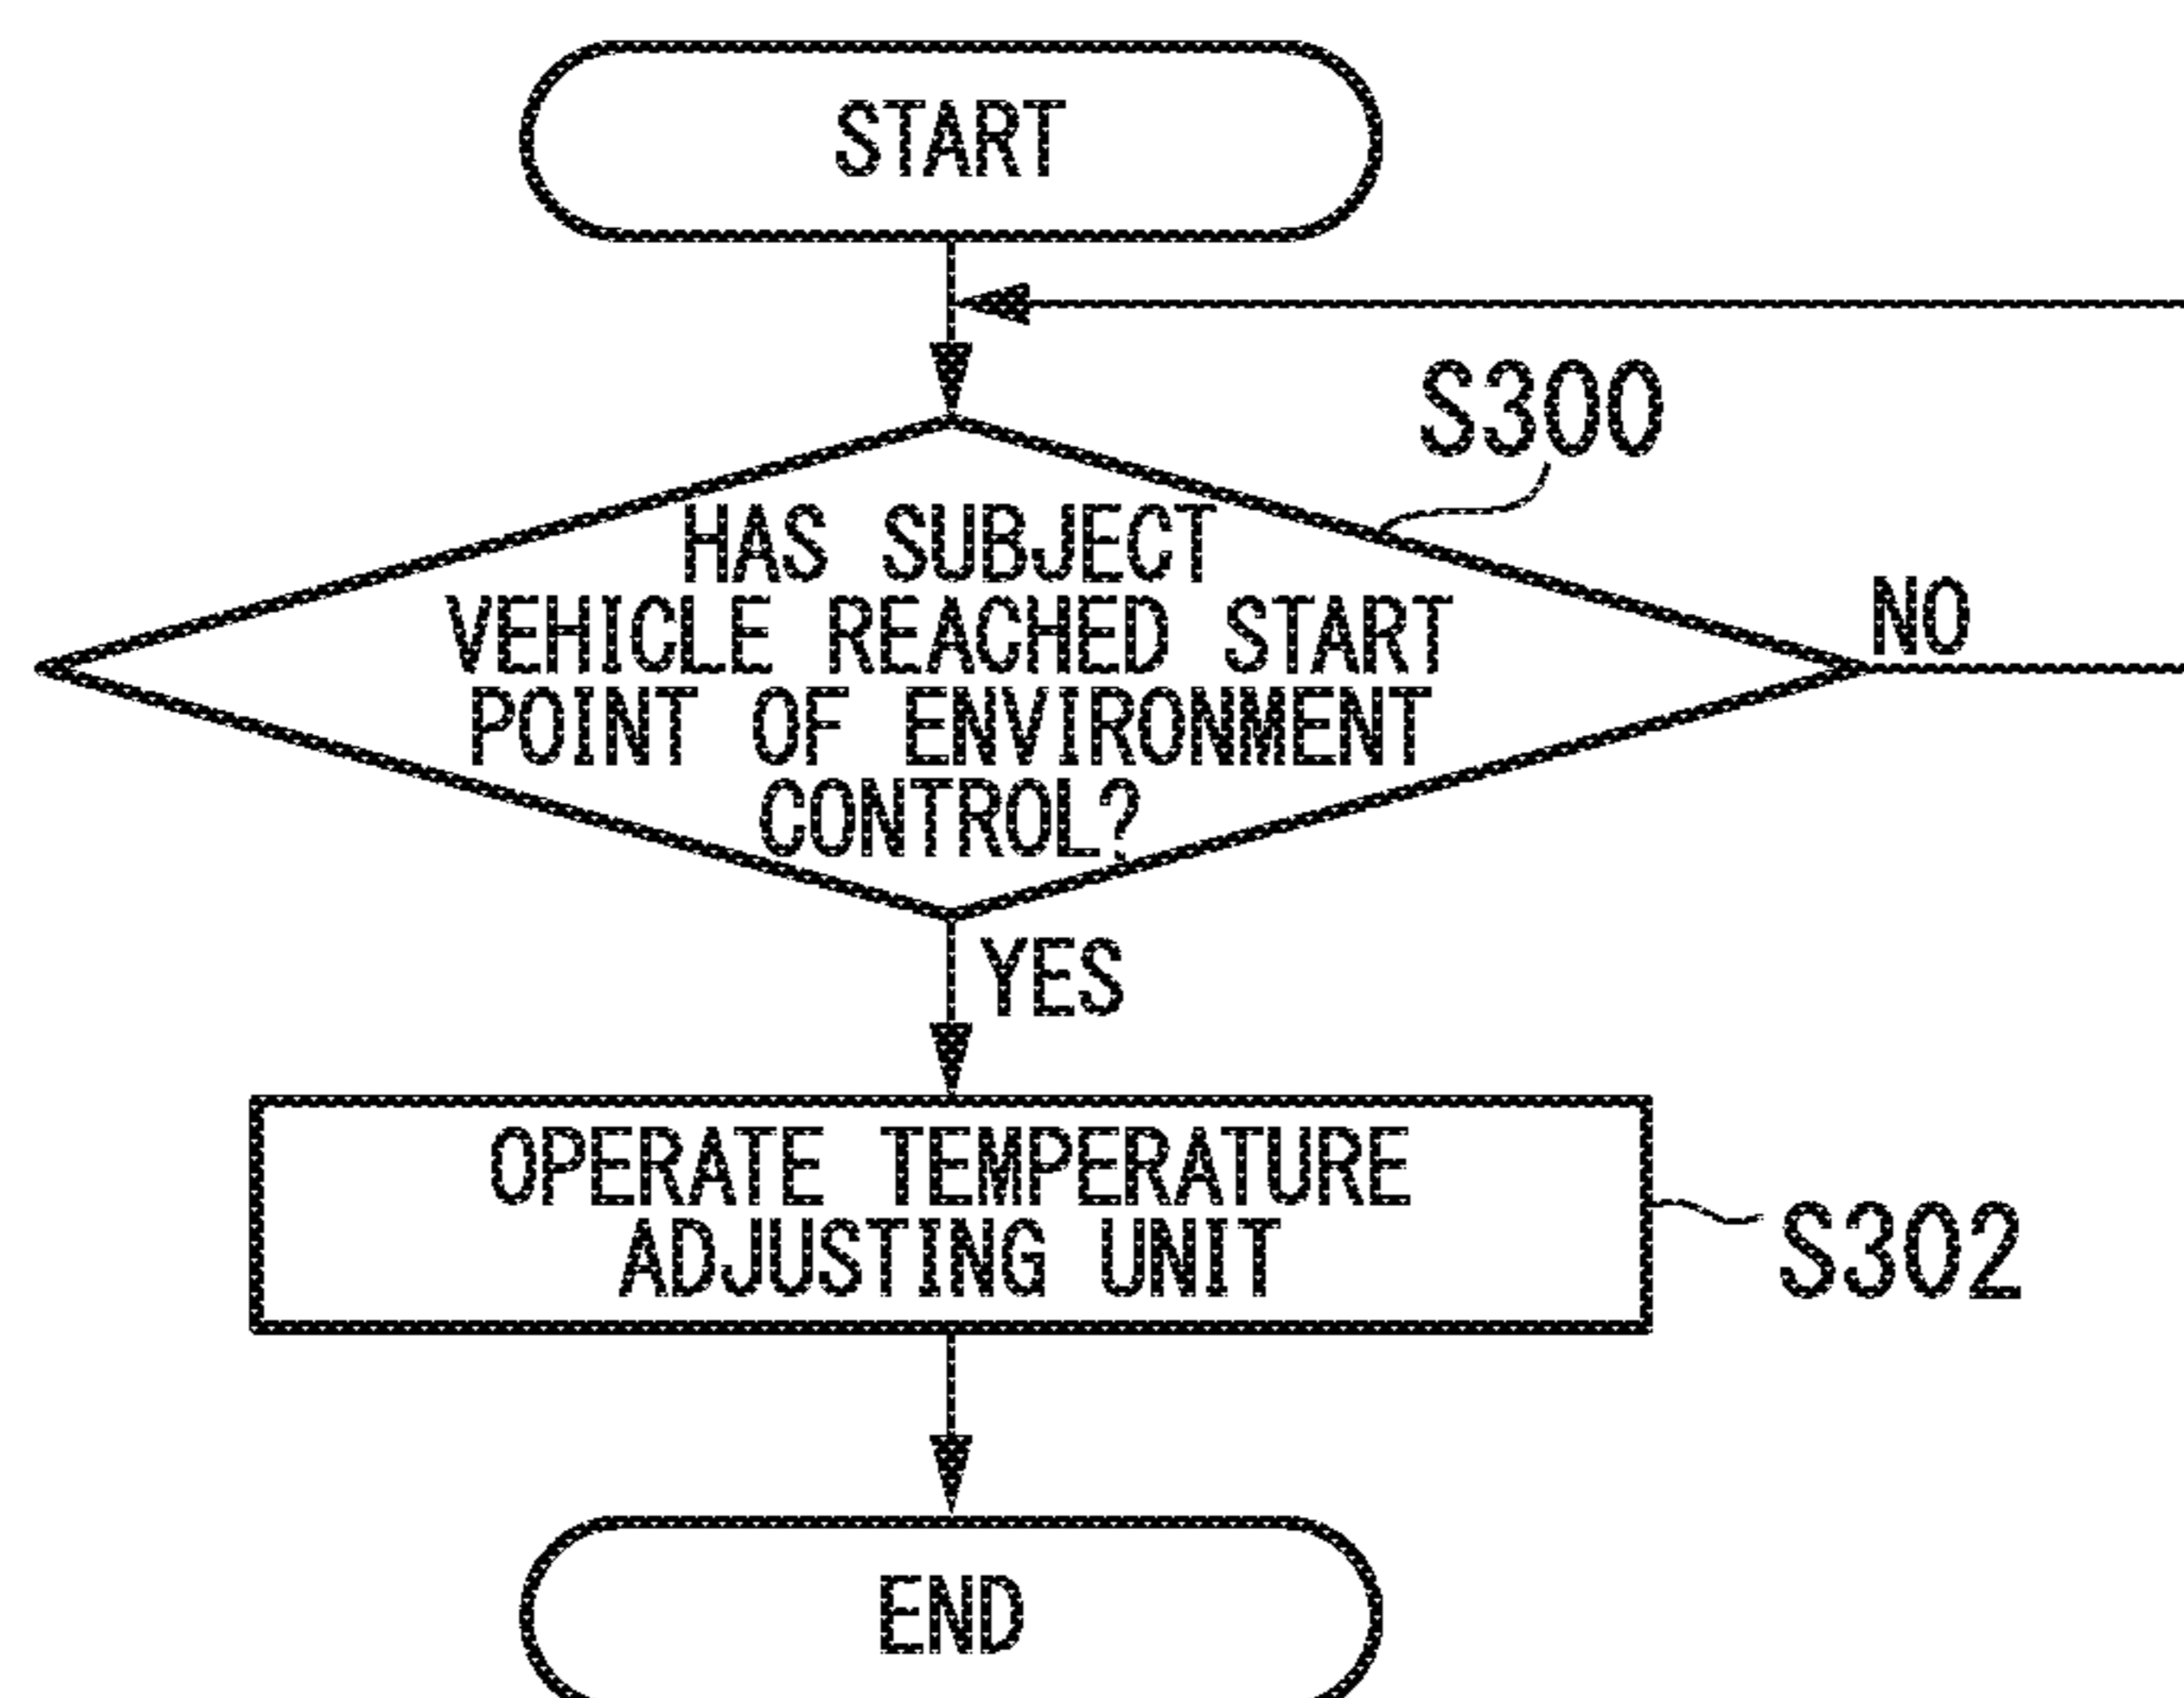 START
S300
HAS SUBJECT
VEHICLE REACHED START
POINT OF ENVIRONMENT
CONTROL?
NO
YES
OPERATE TEMPERATURE
ADJUSTING UNIT
S302
END